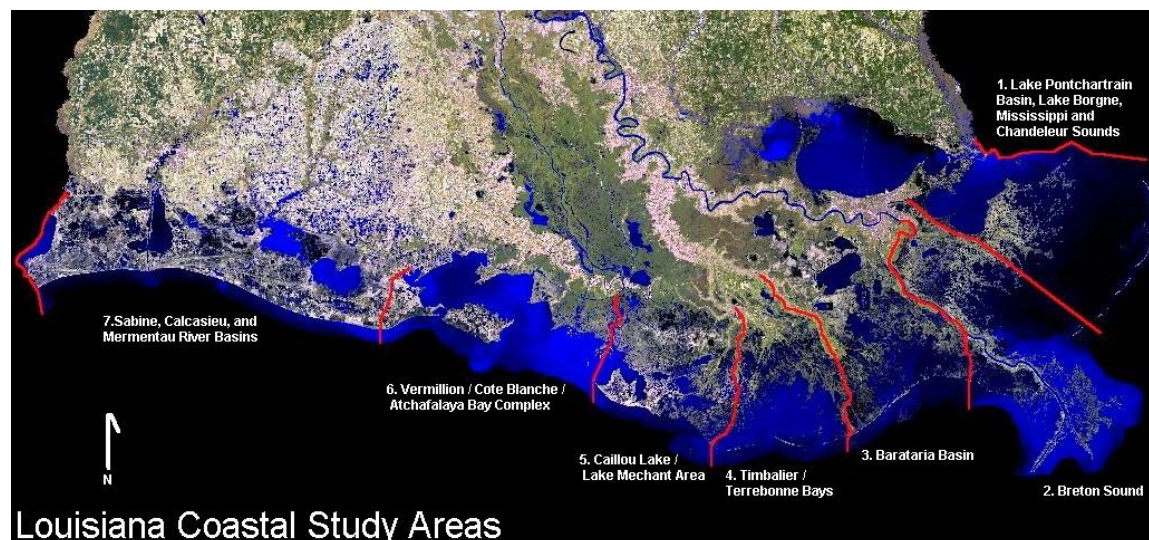 1. Lake Pontchartrain
Basin, Lake Borgne,
Mississippi and
Chandeleur Sounds
7.Sabine, Calcasieu, and
Mermentau River Basins
6. Vermillion / Cote Blanche /
Atchafalaya Bay Complex
5. Caillou Lake /
Lake Mechant Area
4. Timbalier /
Terrebonne Bays
3. Barataria Basin
2. Breton Sound
N
Louisiana Coastal Study Areas